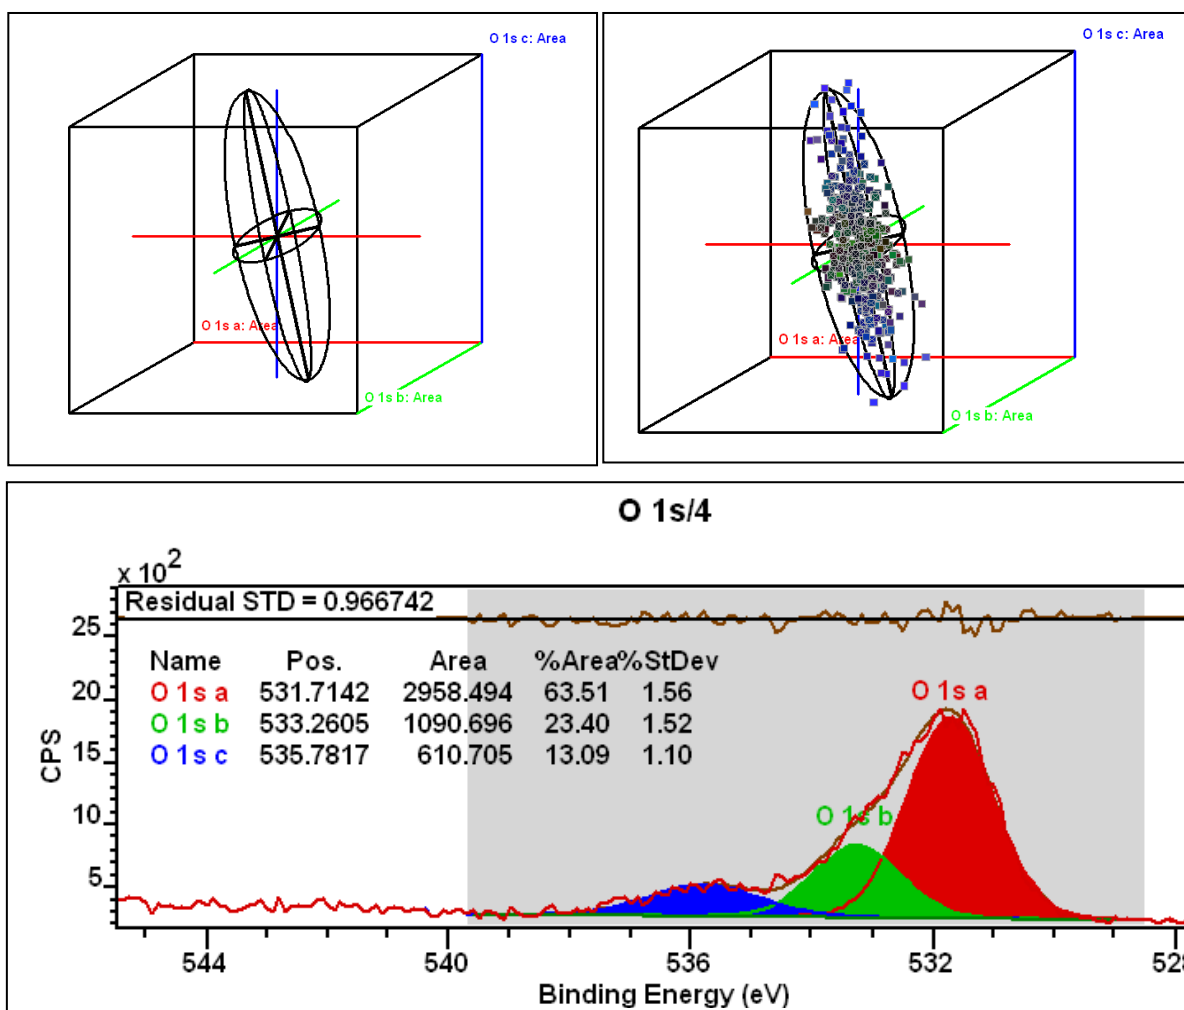 O 1s c: Area
O 1s a: Area
O 1s b: Area
O 1s c: Area
O 1s a: Area
O 1s b: Area
O 1s/4
x 10²
Residual STD = 0.966742
Name Pos. Area %Area %StDev
O 1s a 531.7142 2958.494 63.51 1.56
O 1s b 533.2605 1090.696 23.40 1.52
O 1s c 535.7817 610.705 13.09 1.10
O 1s a
O 1s b
25
20
15
10
5
CPS
544 540 536 532 528
Binding Energy (eV)